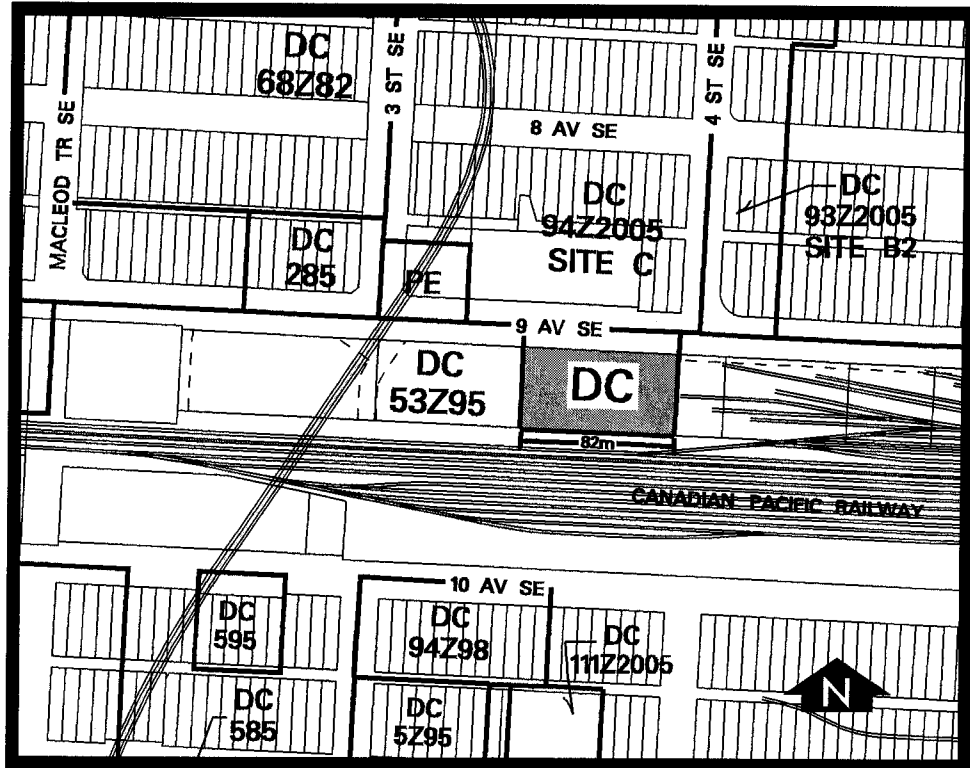 DC
68Z82
3 ST SE
4 ST SE
MACLEOD TR SE
8 AV SE
DC
94Z2005
SITE C
DC
93Z2005
SITE B2
DC
285
PE
9 AV SE
DC
53Z95
DC
82m
CANADIAN PACIFIC RAILWAY
10 AV SE
DC
595
DC
94Z98
DC
111Z2005
DC
585
DC
5Z95
N